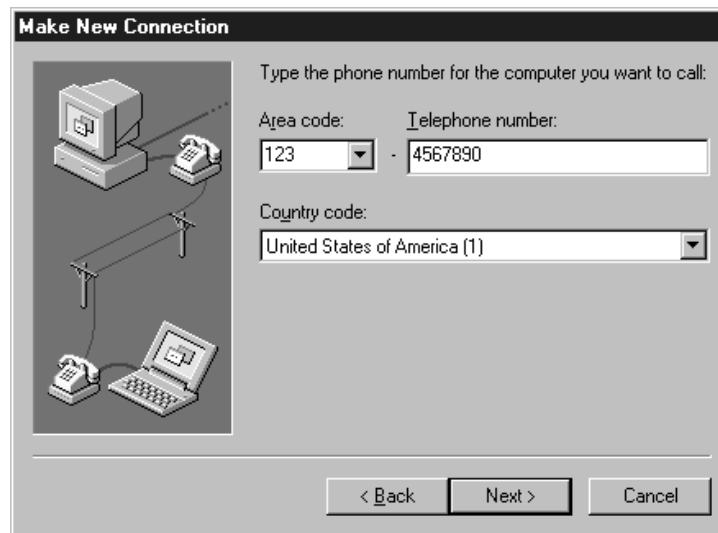 Make New Connection
Type the phone number for the computer you want to call:
Area code: Telephone number:
123 - 4567890
Country code:
United States of America (1)
< Back Next > Cancel